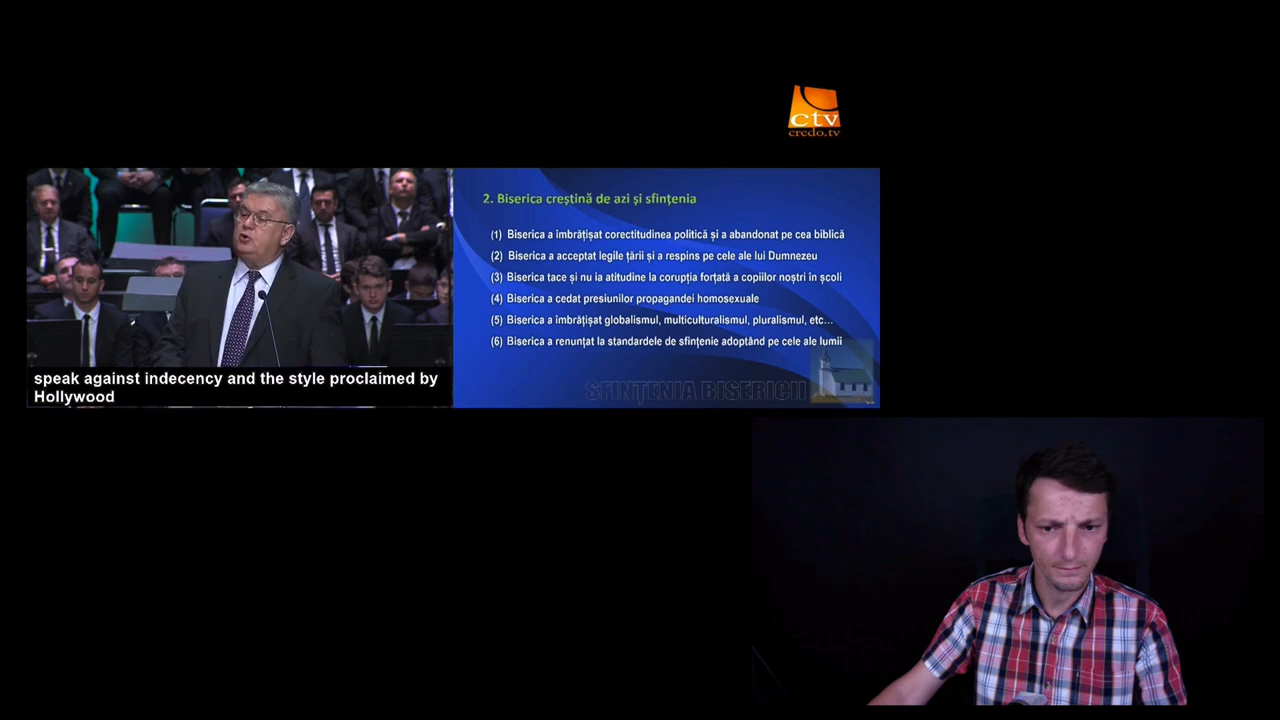 ctv
credo.tv
2. Biserica creștină de azi și sfințenia
(1) Biserica a îmbrățișat corectitudinea politică și a abandonat pe cea biblică
(2) Biserica a acceptat legile țării și a respins pe cele ale lui Dumnezeu
(3) Biserica tace și nu ia atitudine la corupția forțată a copiilor noștri în școli
(4) Biserica a cedat presiunilor propagandei homosexuale
(5) Biserica a îmbrățișat globalismul, multiculturalismul, pluralismul, etc...
(6) Biserica a renunțat la standardele de sfințenie adoptând pe cele ale lumii
SFINȚENIA BISERICII
speak against indecency and the style proclaimed by
Hollywood